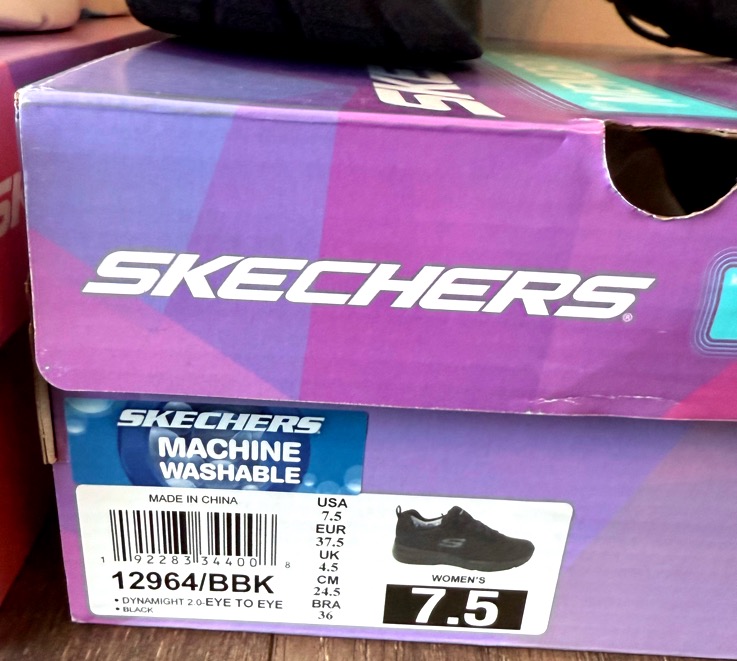 SKECHERS®
SKECHERS
MACHINE
WASHABLE
MADE IN CHINA
1 92283 34400 8
12964/BBK
• DYNAMIGHT 2.0-EYE TO EYE
• BLACK
USA
7.5
EUR
37.5
UK
4.5
CM
24.5
BRA
36
WOMEN'S
7.5